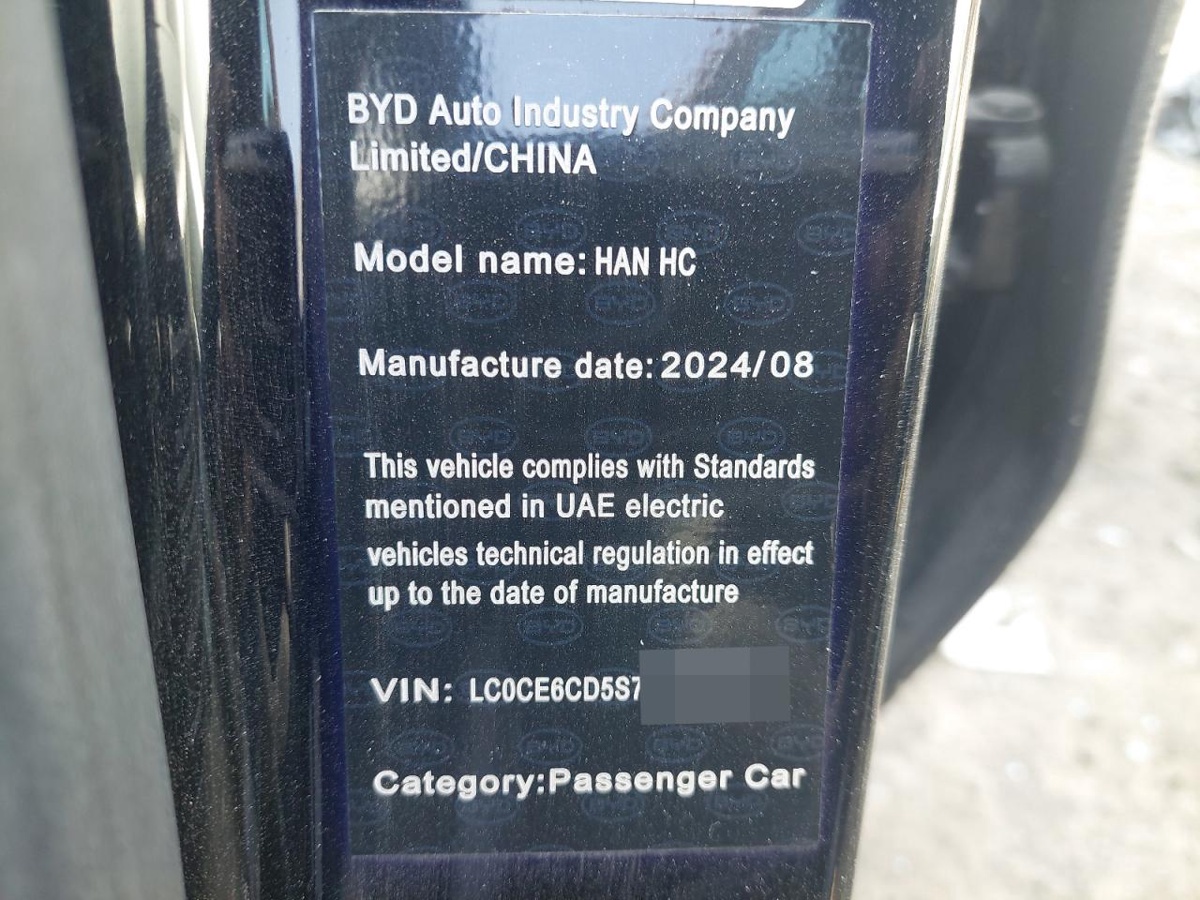 BYD Auto Industry Company
Limited/CHINA
Model name: HAN HC
Manufacture date: 2024/08
This vehicle complies with Standards
mentioned in UAE electric
vehicles technical regulation in effect
up to the date of manufacture
VIN: LC0CE6CD5S7
Category:Passenger Car